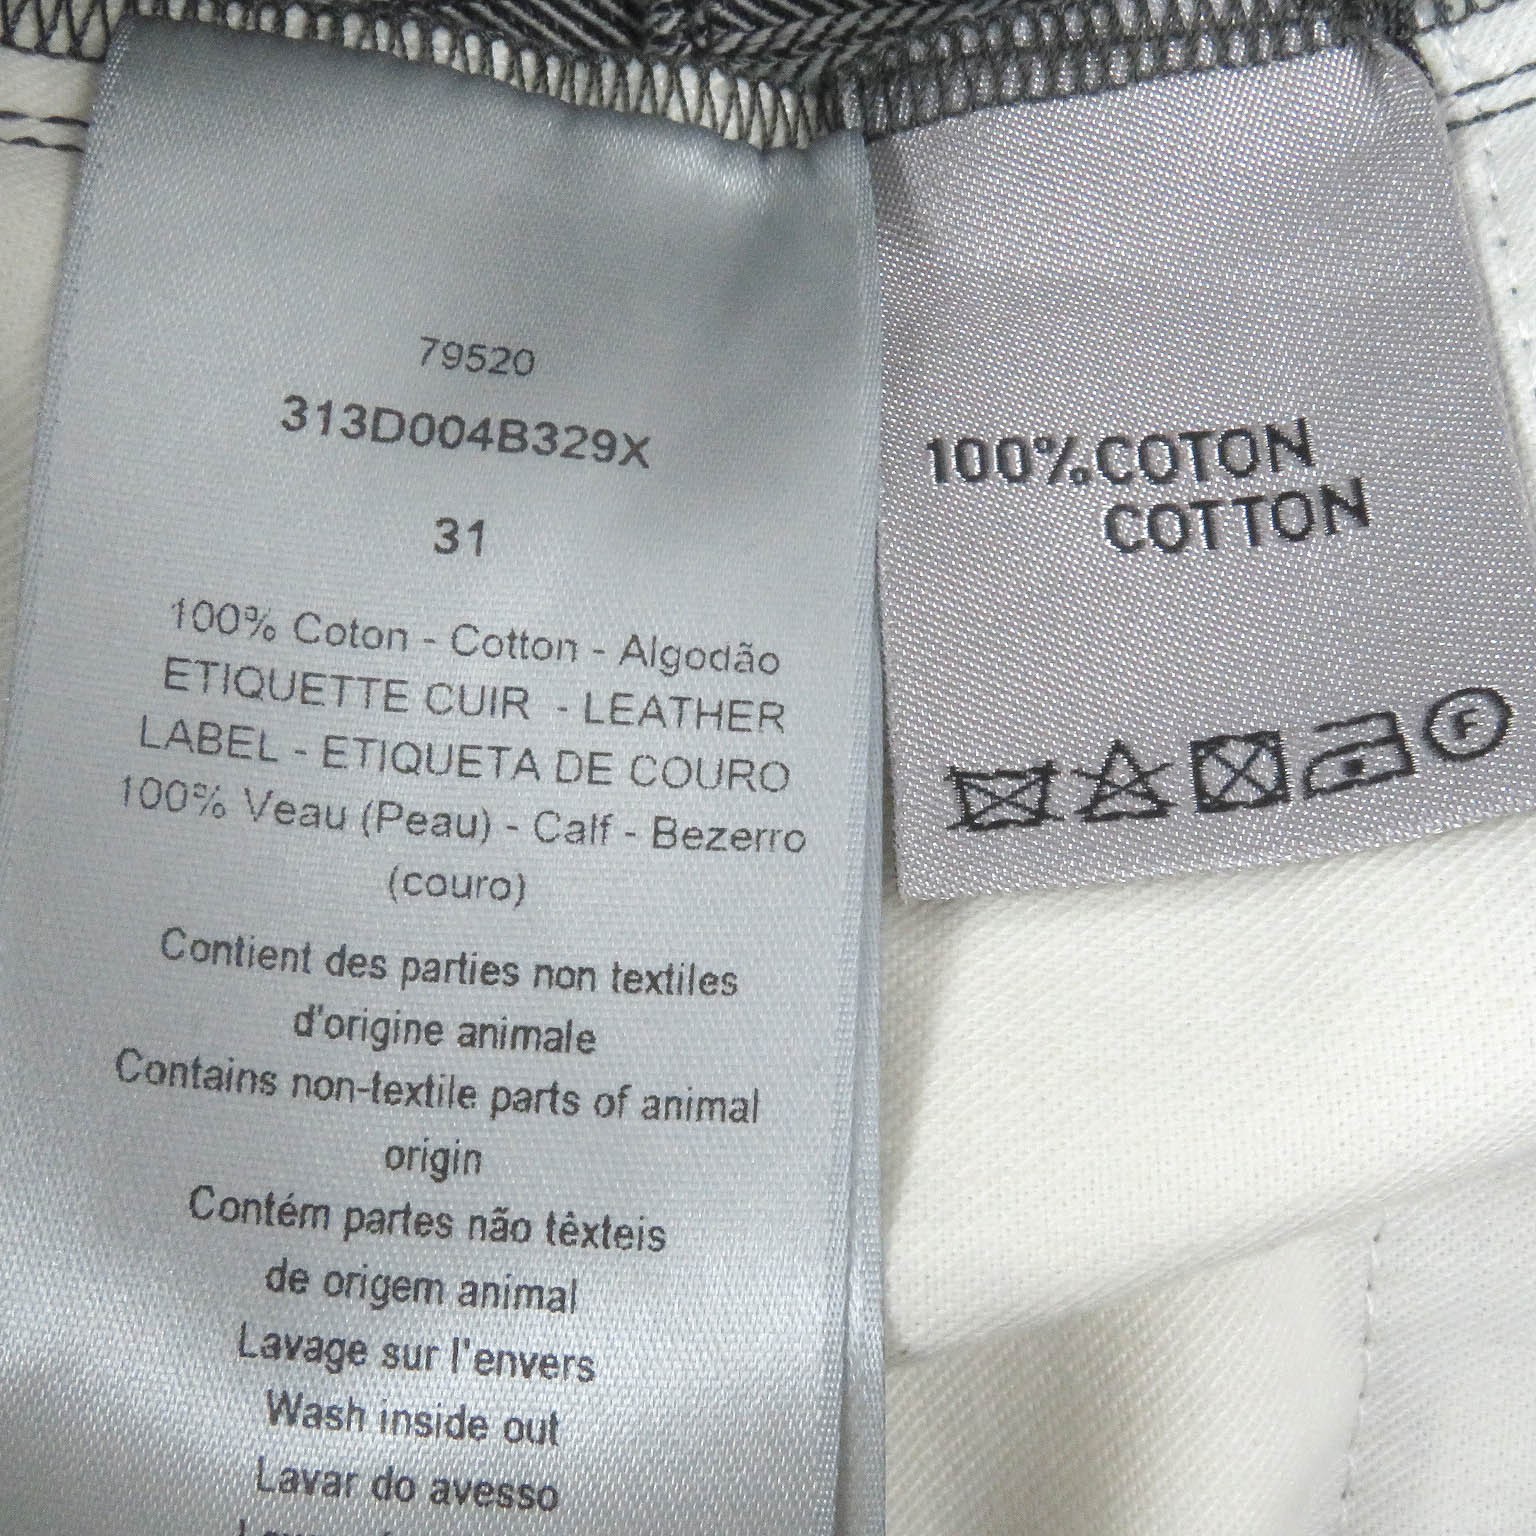 79520
313D004B329X
31
100% Coton - Cotton - Algodão
ETIQUETTE CUIR - LEATHER
LABEL - ETIQUETA DE COURO
100% Veau (Peau) - Calf - Bezerro
(couro)
Contient des parties non textiles
d'origine animale
Contains non-textile parts of animal
origin
Contém partes não têxteis
de origem animal
Lavage sur l'envers
Wash inside out
Lavar do avesso
100% COTON
COTTON
F